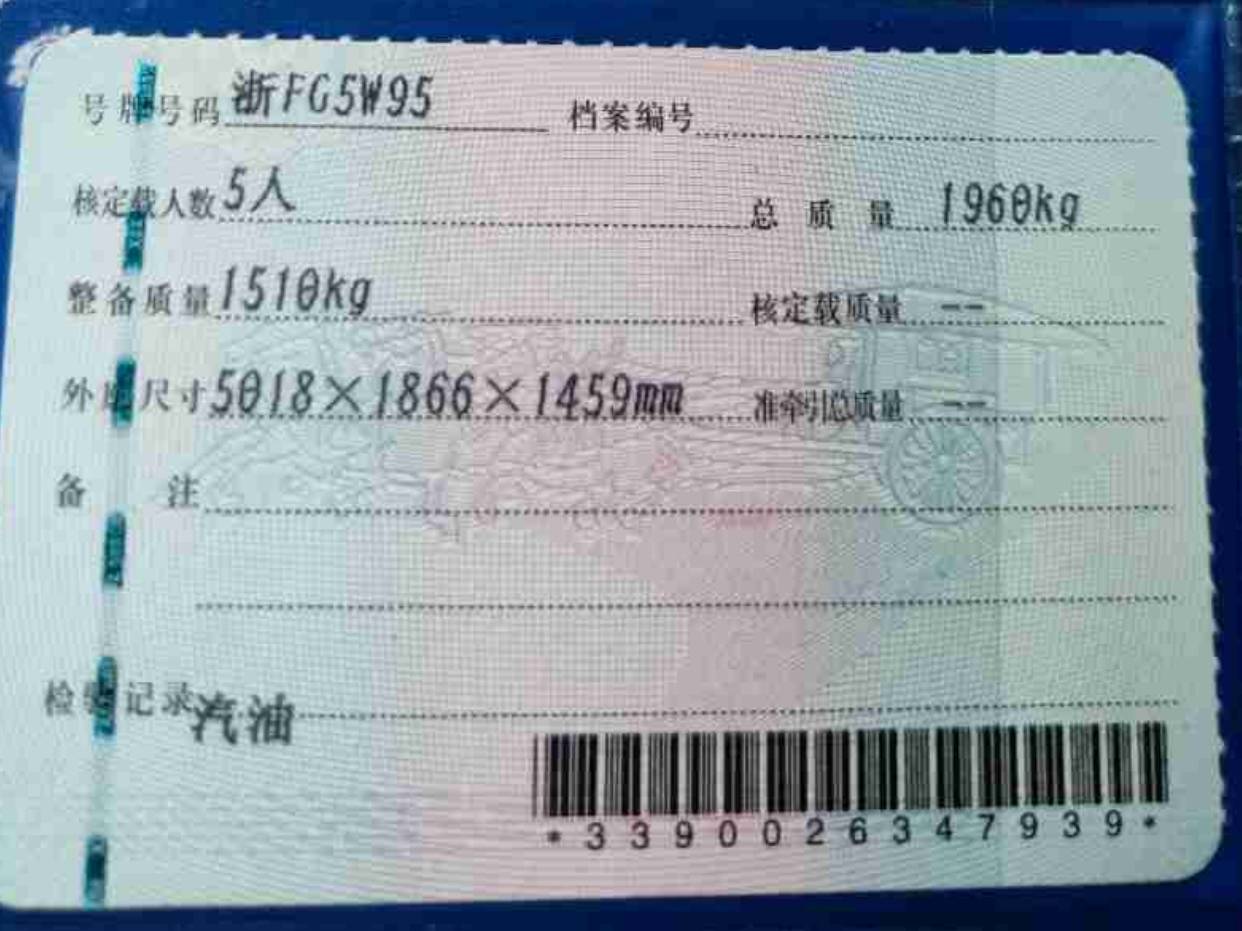 号牌号码 浙FG5W95 档案编号
核定载人数 5人 总质量 1960kg
整备质量 1510kg 核定载质量 --
外廓尺寸 5018×1866×1459mm 准牵引总质量 --
备注
检验记录 汽油
*3390026347939*